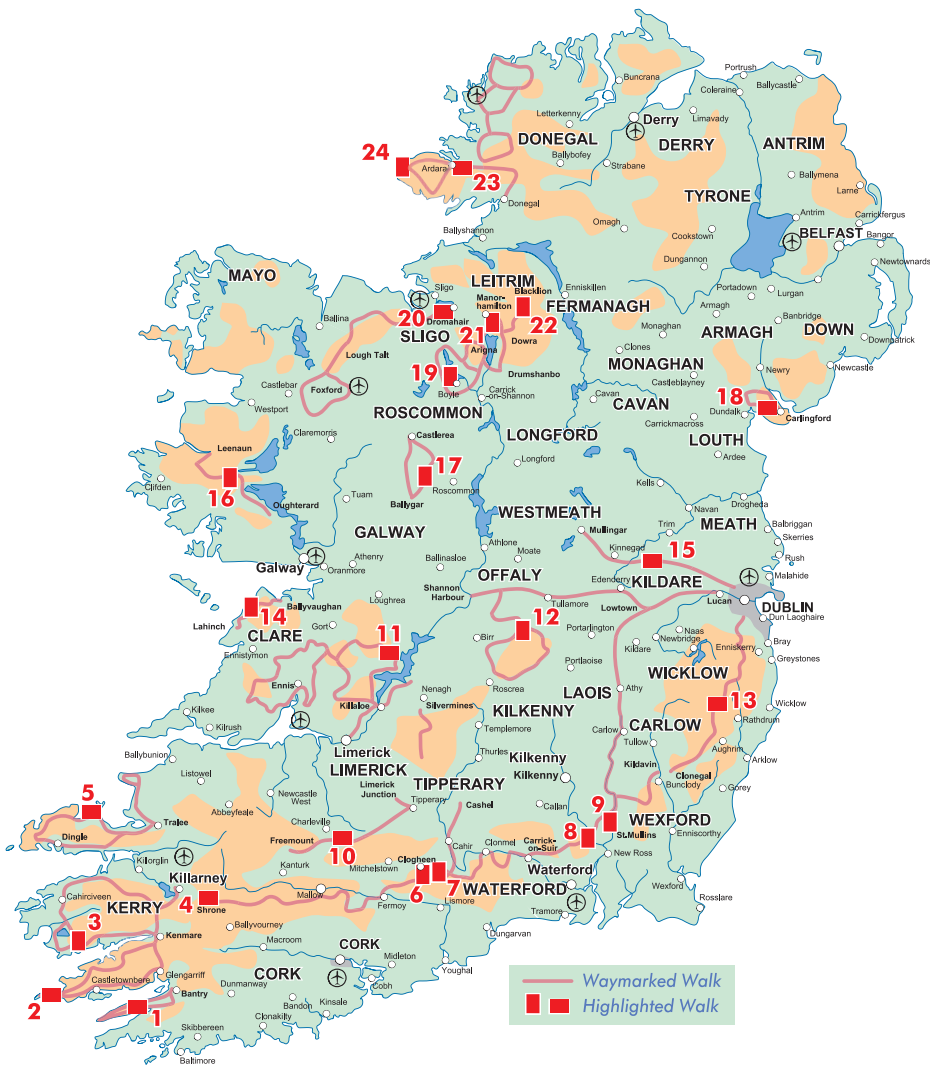 Portrush
Ballycastle
Coleraine
Buncrana
Limavady
Letterkenny
Derry
DONEGAL
DERRY
ANTRIM
24
Ardara
23
Ballybofey
Strabane
Ballymena
TYRONE
Larne
Donegal
Omagh
Antrim
Carrickfergus
Cookstown
BELFAST
Bangor
Ballyshannon
Dungannon
Newtownards
MAYO
LEITRIM
Sligo
Blacklion
Enniskillen
Portadown
Lurgan
Manor-
hamilton
FERMANAGH
Armagh
20
Dromahair
22
Banbridge
Ballina
SLIGO
21
Monaghan
ARMAGH
DOWN
Downpatrick
Lough Talt
Arigna
Dowra
Clones
MONAGHAN
Newry
Newcastle
19
Drumshanbo
Castleblayney
Foxford
Castlebar
Boyle
Carrick
-on-Shannon
Cavan
18
Westport
ROSCOMMON
CAVAN
Dundalk
Carlingford
Carrickmacross
Claremorris
Castlerea
LONGFORD
LOUTH
Leenaun
Longford
Ardee
17
Roscommon
Clifden
16
Kells
Tuam
Ballygar
Drogheda
Oughterard
WESTMEATH
Navan
GALWAY
Mullingar
Trim
MEATH
Balbriggan
Skerries
Athlone
Kinnegad
15
Rush
Galway
Athenry
Ballinasloe
Moate
Oranmore
OFFALY
KILDARE
Malahide
Shannon
Harbour
Edenderry
Ballyvaughan
Loughrea
Tullamore
Lowtown
Lucan
DUBLIN
14
Dun Laoghaire
Lahinch
CLARE
Gort
12
Birr
Portarlington
Naas
Newbridge
11
Kildare
Bray
Ennistymon
Enniskerry
Greystones
Portlaoise
WICKLOW
Ennis
Roscrea
LAOIS
Athy
Nenagh
13
Kilkee
Killaloe
Silvermines
KILKENNY
Wicklow
Kilrush
CARLOW
Rathdrum
Templemore
Carlow
Tullow
Limerick
Kilkenny
Aughrim
Ballybunion
Thurles
Arklow
LIMERICK
Kilkenny
Kildavin
Clonegal
Listowel
Limerick
Junction
TIPPERARY
Bunclody
Gorey
5
Newcastle
West
Tipperary
Cashel
Callan
Abbeyfeale
9
WEXFORD
Tralee
Charleville
8
St.Mullins
Enniscorthy
Dingle
Freemount
10
Carrick-
on-Suir
Cahir
Clonmel
Killorglin
Clogheen
New Ross
Kanturk
Mitchelstown
Waterford
Killarney
6
7
WATERFORD
Wexford
Cahirciveen
4
Mallow
Lismore
Rosslare
KERRY
Shrone
Fermoy
Tramore
3
Ballyvourney
Dungarvan
Kenmare
Macroom
CORK
Midleton
Youghal
Glengarriff
CORK
Cobh
Castletownbere
Dunmanway
Waymarked Walk
2
Bantry
Bandon
Kinsale
Highlighted Walk
1
Clonakilty
Skibbereen
Baltimore